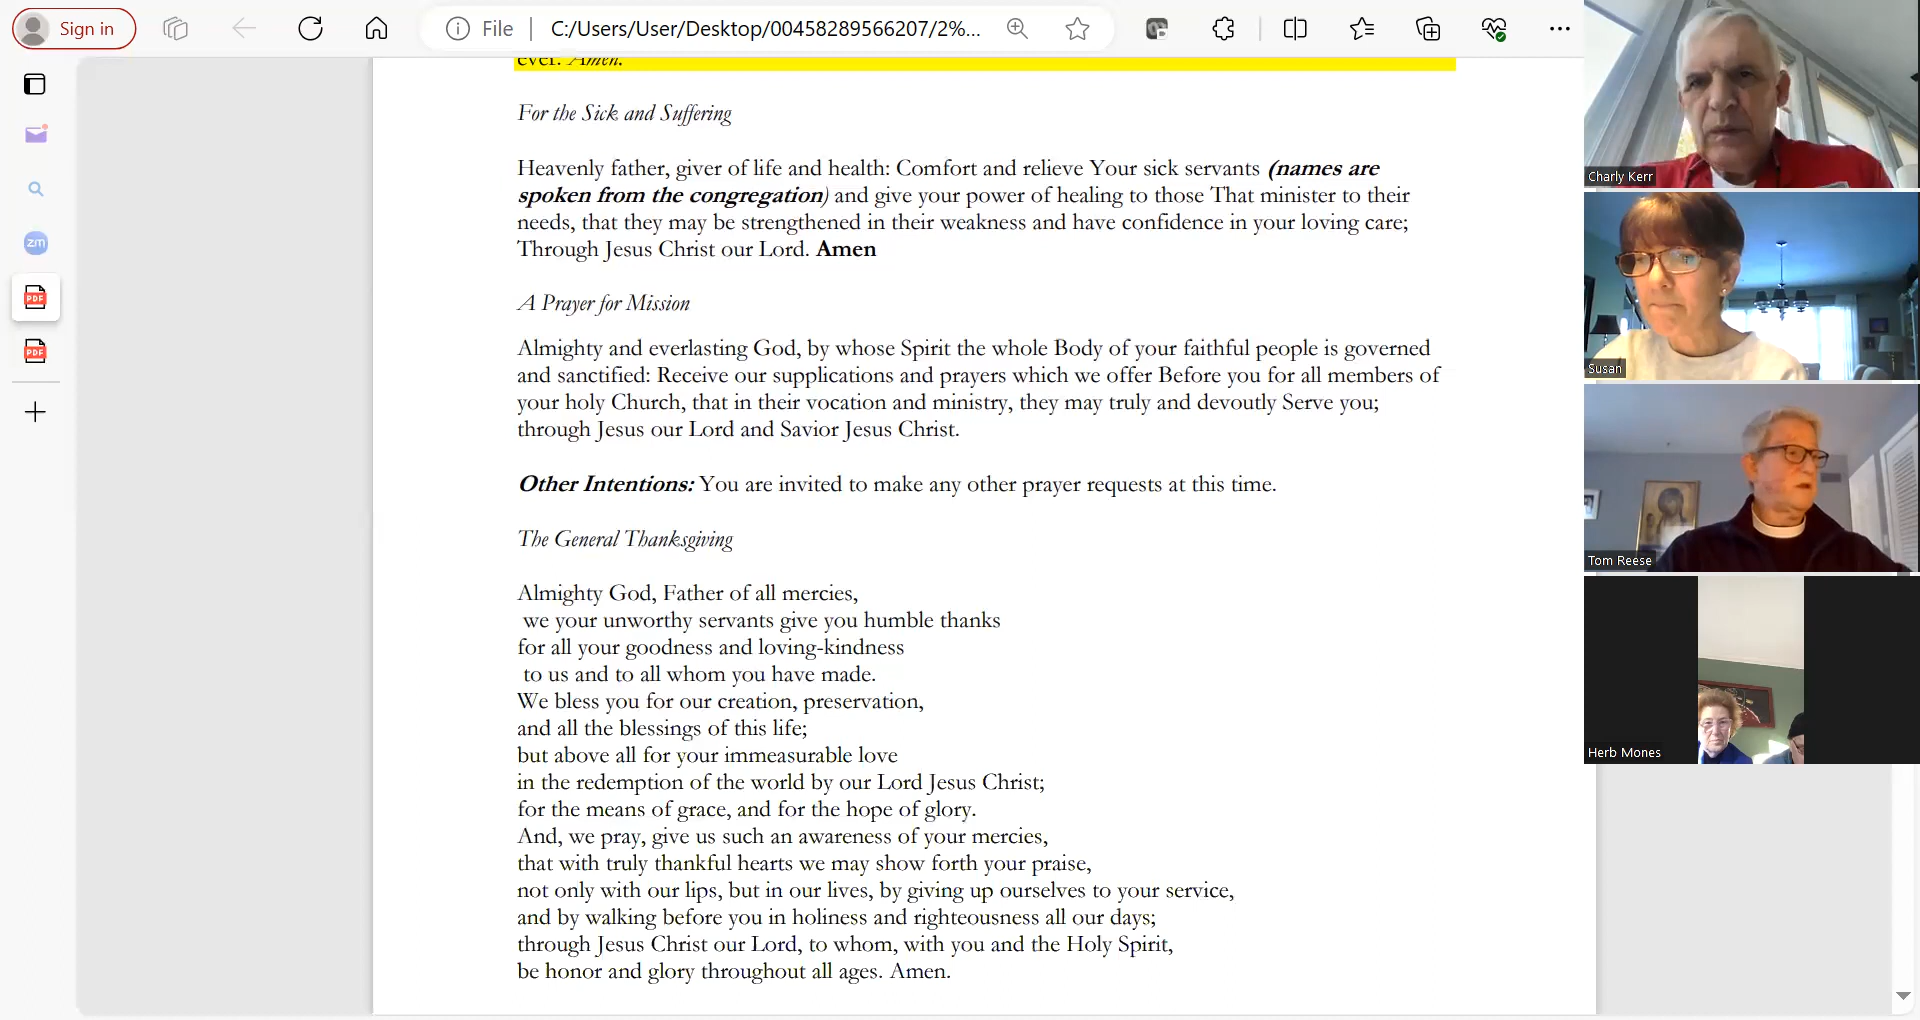 Sign in
File
C:/Users/User/Desktop/00458289566207/2%...
ever. Amen.
For the Sick and Suffering
Heavenly father, giver of life and health: Comfort and relieve Your sick servants (names are
spoken from the congregation) and give your power of healing to those That minister to their
needs, that they may be strengthened in their weakness and have confidence in your loving care;
Through Jesus Christ our Lord. Amen
A Prayer for Mission
Almighty and everlasting God, by whose Spirit the whole Body of your faithful people is governed
and sanctified: Receive our supplications and prayers which we offer Before you for all members of
your holy Church, that in their vocation and ministry, they may truly and devoutly Serve you;
through Jesus our Lord and Savior Jesus Christ.
Other Intentions: You are invited to make any other prayer requests at this time.
The General Thanksgiving
Almighty God, Father of all mercies,
we your unworthy servants give you humble thanks
for all your goodness and loving-kindness
to us and to all whom you have made.
We bless you for our creation, preservation,
and all the blessings of this life;
but above all for your immeasurable love
in the redemption of the world by our Lord Jesus Christ;
for the means of grace, and for the hope of glory.
And, we pray, give us such an awareness of your mercies,
that with truly thankful hearts we may show forth your praise,
not only with our lips, but in our lives, by giving up ourselves to your service,
and by walking before you in holiness and righteousness all our days;
through Jesus Christ our Lord, to whom, with you and the Holy Spirit,
be honor and glory throughout all ages. Amen.
zm
PDF
PDF
Charly Kerr
Susan
Tom Reese
Herb Mones